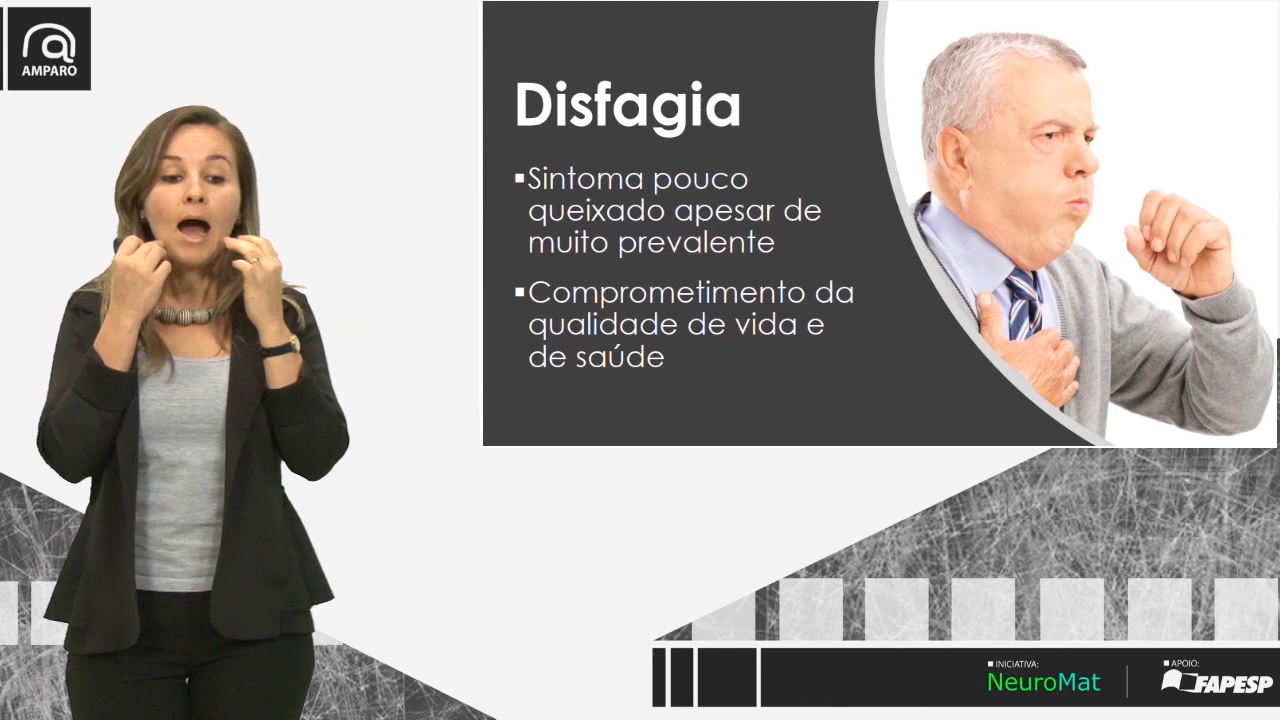 AMPARO
Disfagia
▪Sintoma pouco
queixado apesar de
muito prevalente
▪Comprometimento da
qualidade de vida e
de saúde
■ INICIATIVA:
NeuroMat
■ APOIO:
FAPESP